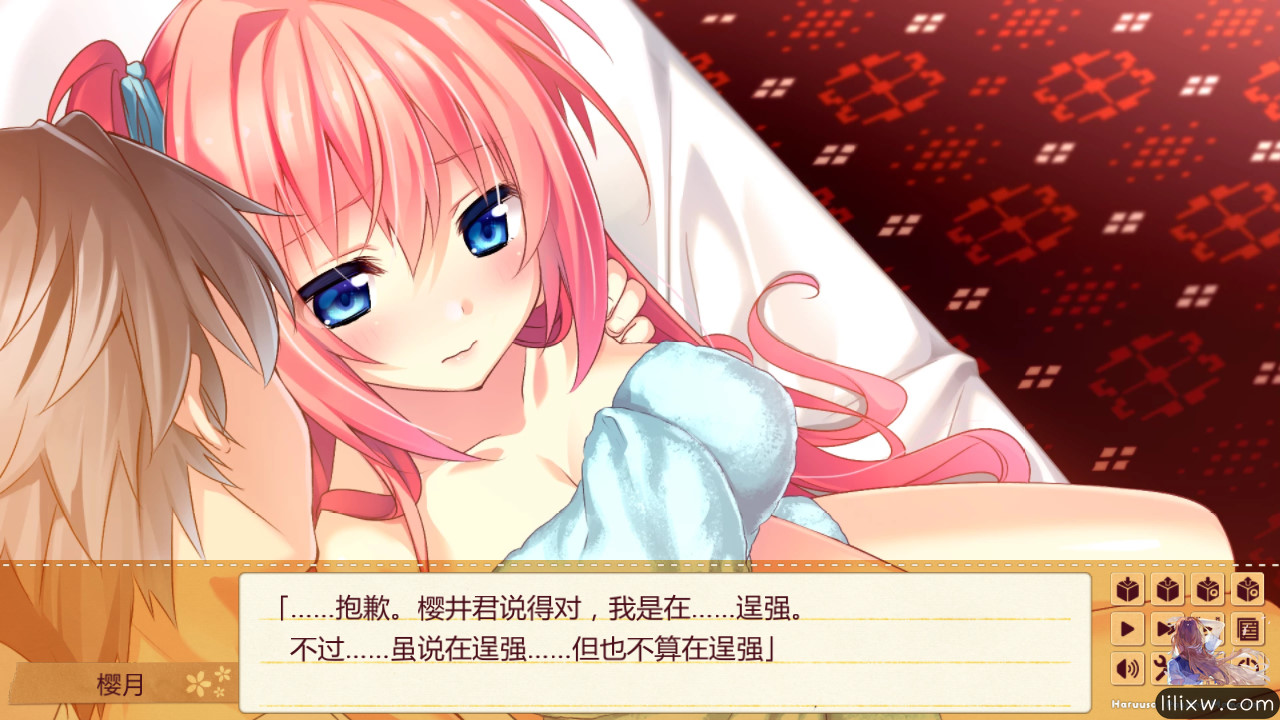 「……抱歉。樱井君说得对，我是在……逞强。
不过……虽说在逞强……但也不算在逞强」
樱月
lilixw.com